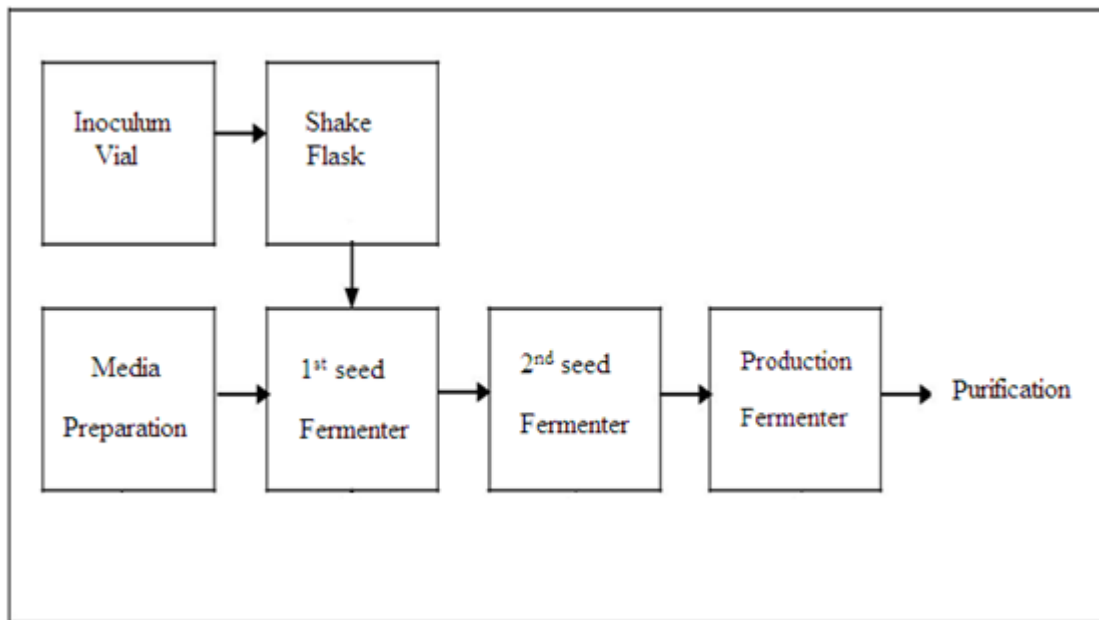 Inoculum
Vial
Shake
Flask
Media
Preparation
1st seed
Fermenter
2nd seed
Fermenter
Production
Fermenter
Purification